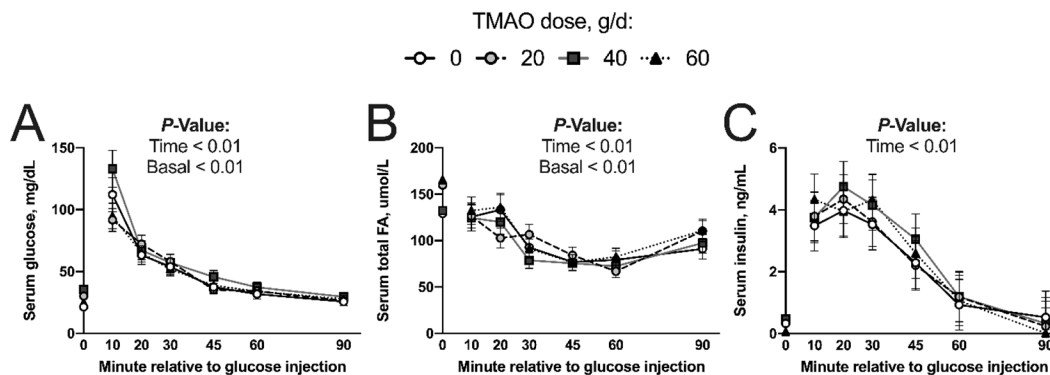 TMAO dose, g/d:
0 20 40 60
A
P-Value:
Time < 0.01
Basal < 0.01
Serum glucose, mg/dL
150
100
50
0
0 10 20 30 45 60 90
Minute relative to glucose injection
B
P-Value:
Time < 0.01
Basal < 0.01
Serum total FA, umol/L
200
150
100
50
0
0 10 20 30 45 60 90
Minute relative to glucose injection
C
P-Value:
Time < 0.01
Serum insulin, ng/mL
6
4
2
0
0 10 20 30 45 60 90
Minute relative to glucose injection